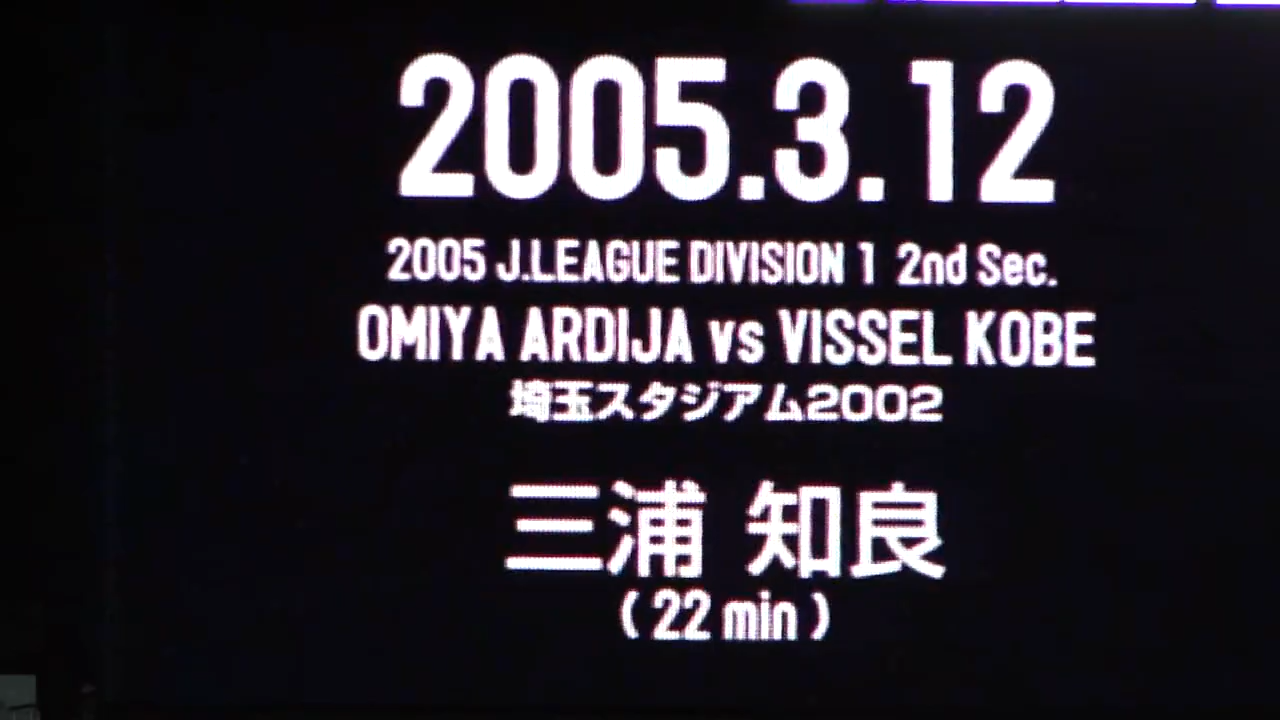 2005.3.12
2005 J.LEAGUE DIVISION 1 2nd Sec.
OMIYA ARDIJA vs VISSEL KOBE
埼玉スタジアム2002
三浦 知良
(22 min)